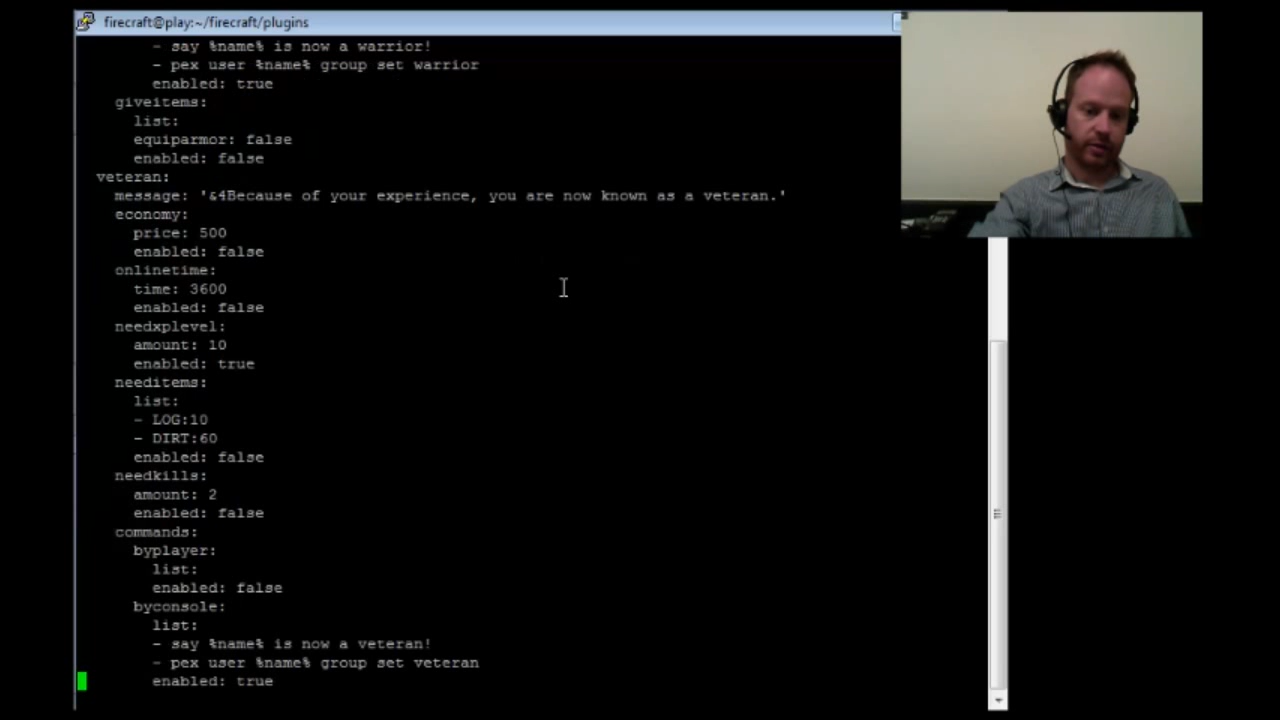 firecraft@play:~/firecraft/plugins
- say %name% is now a warrior!
- pex user %name% group set warrior
enabled: true
giveitems:
list:
equiparmor: false
enabled: false
veteran:
message: '&4Because of your experience, you are now known as a veteran.'
economy:
price: 500
enabled: false
onlinetime:
time: 3600
enabled: false
needxplevel:
amount: 10
enabled: true
needitems:
list:
- LOG:10
- DIRT:60
enabled: false
needkills:
amount: 2
enabled: false
commands:
byplayer:
list:
enabled: false
byconsole:
list:
- say %name% is now a veteran!
- pex user %name% group set veteran
enabled: true